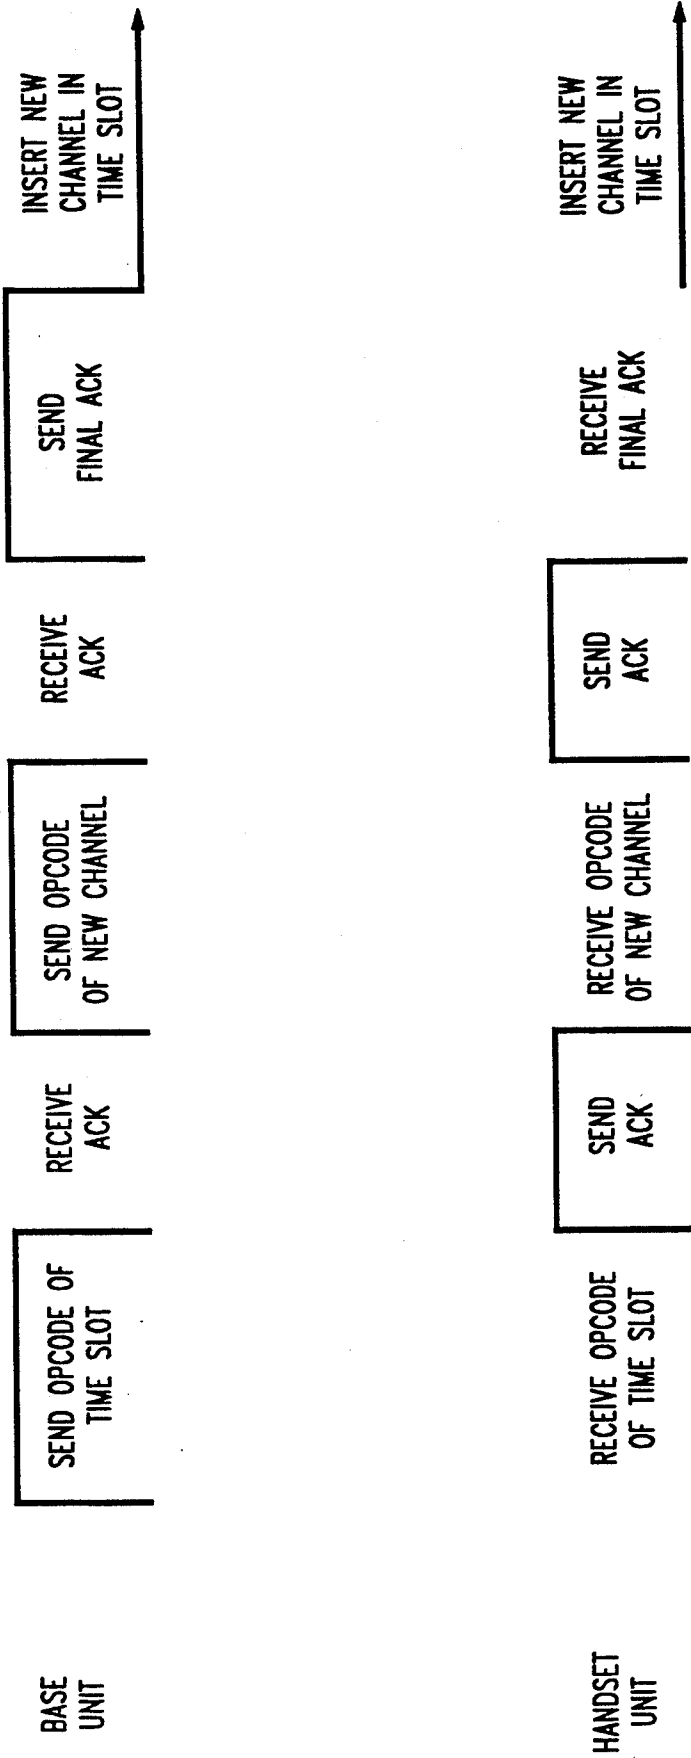 BASE
UNIT
SEND OPCODE OF
TIME SLOT
RECEIVE
ACK
SEND OPCODE
OF NEW CHANNEL
RECEIVE
ACK
SEND
FINAL ACK
INSERT NEW
CHANNEL IN
TIME SLOT
HANDSET
UNIT
RECEIVE OPCODE
OF TIME SLOT
SEND
ACK
RECEIVE OPCODE
OF NEW CHANNEL
SEND
ACK
RECEIVE
FINAL ACK
INSERT NEW
CHANNEL IN
TIME SLOT